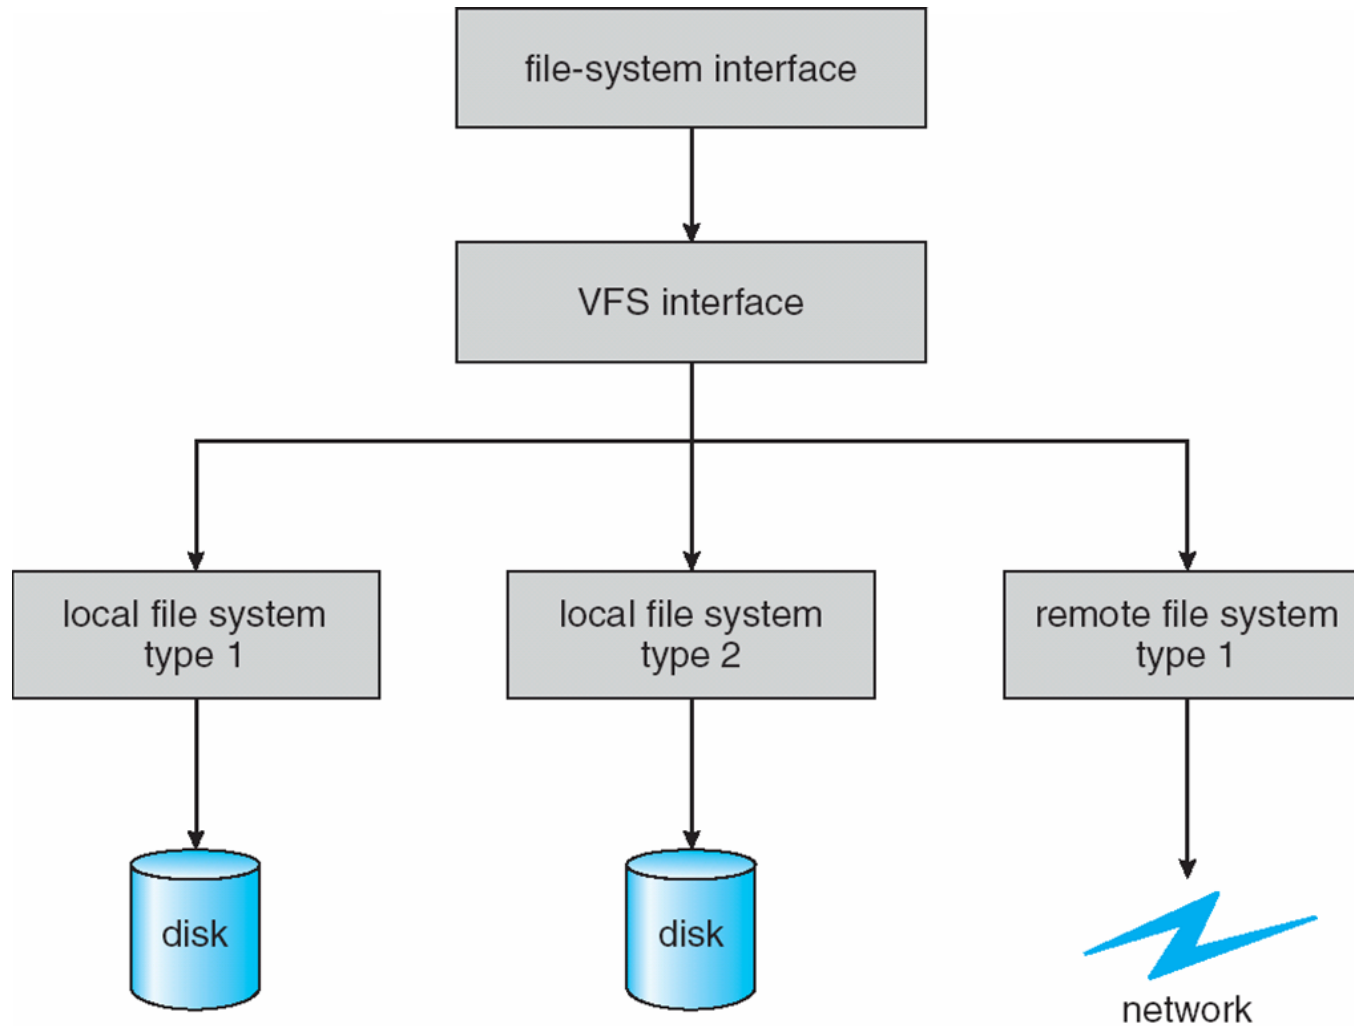 file-system interface
VFS interface
local file system
type 1
local file system
type 2
remote file system
type 1
disk
disk
network